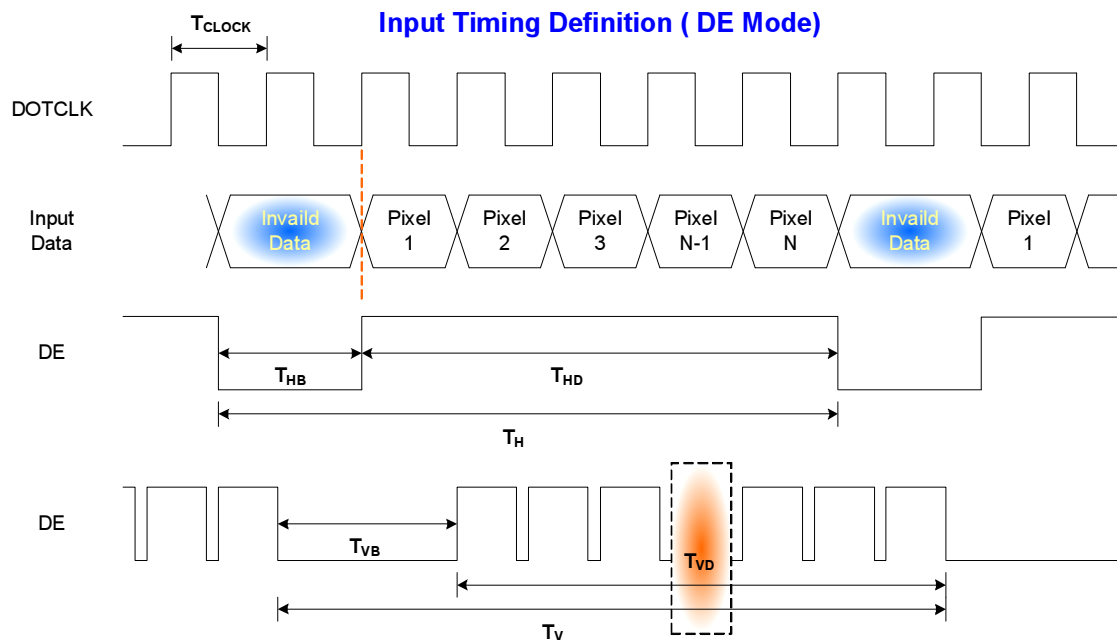 Input Timing Definition ( DE Mode)
TCLOCK
DOTCLK
Input
Data
Invaild
Data
Pixel
1
Pixel
2
Pixel
3
Pixel
N-1
Pixel
N
Invaild
Data
Pixel
1
DE
THB
THD
TH
DE
TVB
TVD
TV